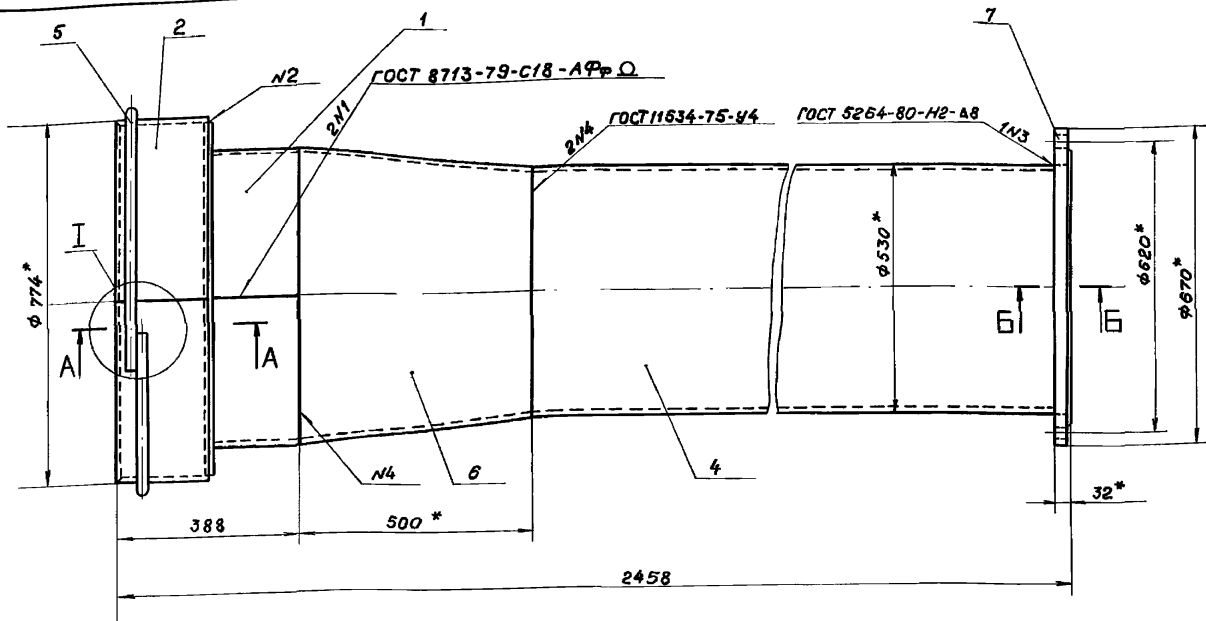 5
2
1
7
N2
ГОСТ 8713-79-С18-АФф Ω
2N1
ГОСТ 11534-75-У4
2N4
ГОСТ 5264-80-Н2-Δ8
1N3
I
ф 774*
ф530*
ф620*
ф670*
А
А
Б
Б
N4
6
4
32*
388
500 *
2458